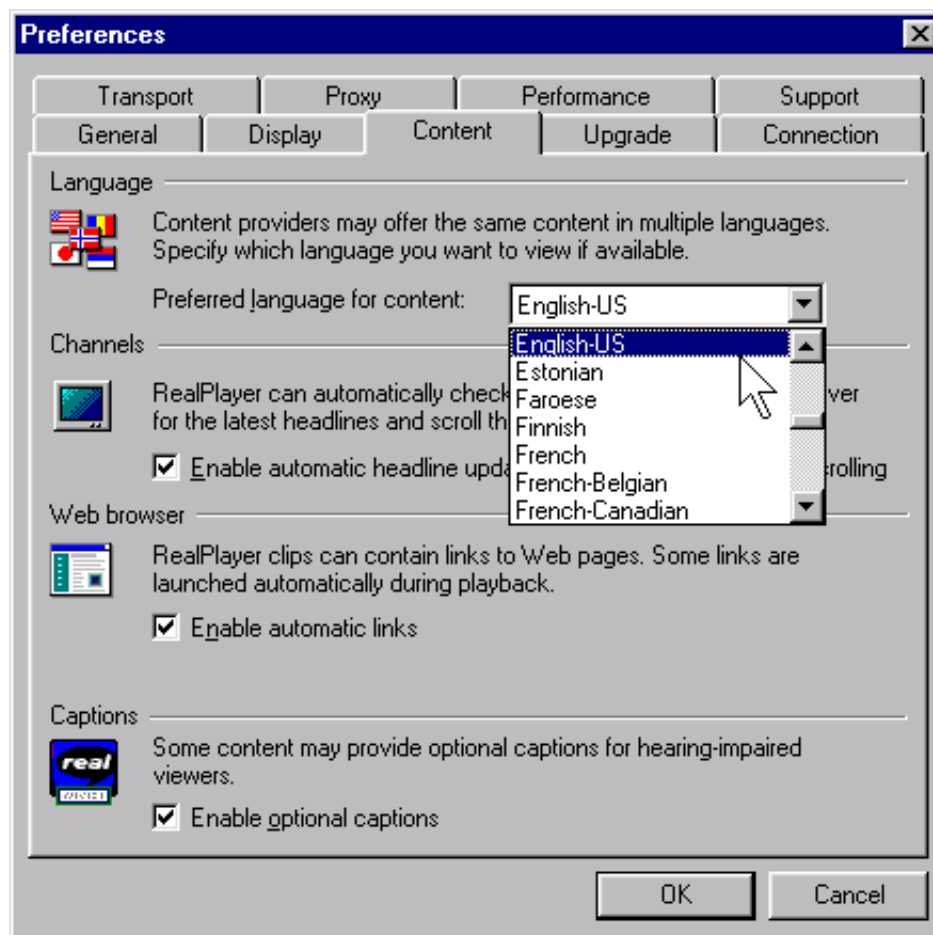 Preferences
Transport Proxy Performance Support
General Display Content Upgrade Connection
Language
Content providers may offer the same content in multiple languages.
Specify which language you want to view if available.
Preferred language for content: English-US
English-US
Estonian
Faroese
Finnish
French
French-Belgian
French-Canadian
Channels
RealPlayer can automatically check ver
for the latest headlines and scroll th
Enable automatic headline upda rolling
Web browser
RealPlayer clips can contain links to Web pages. Some links are
launched automatically during playback.
Enable automatic links
Captions
real
Some content may provide optional captions for hearing-impaired
viewers.
Enable optional captions
OK Cancel